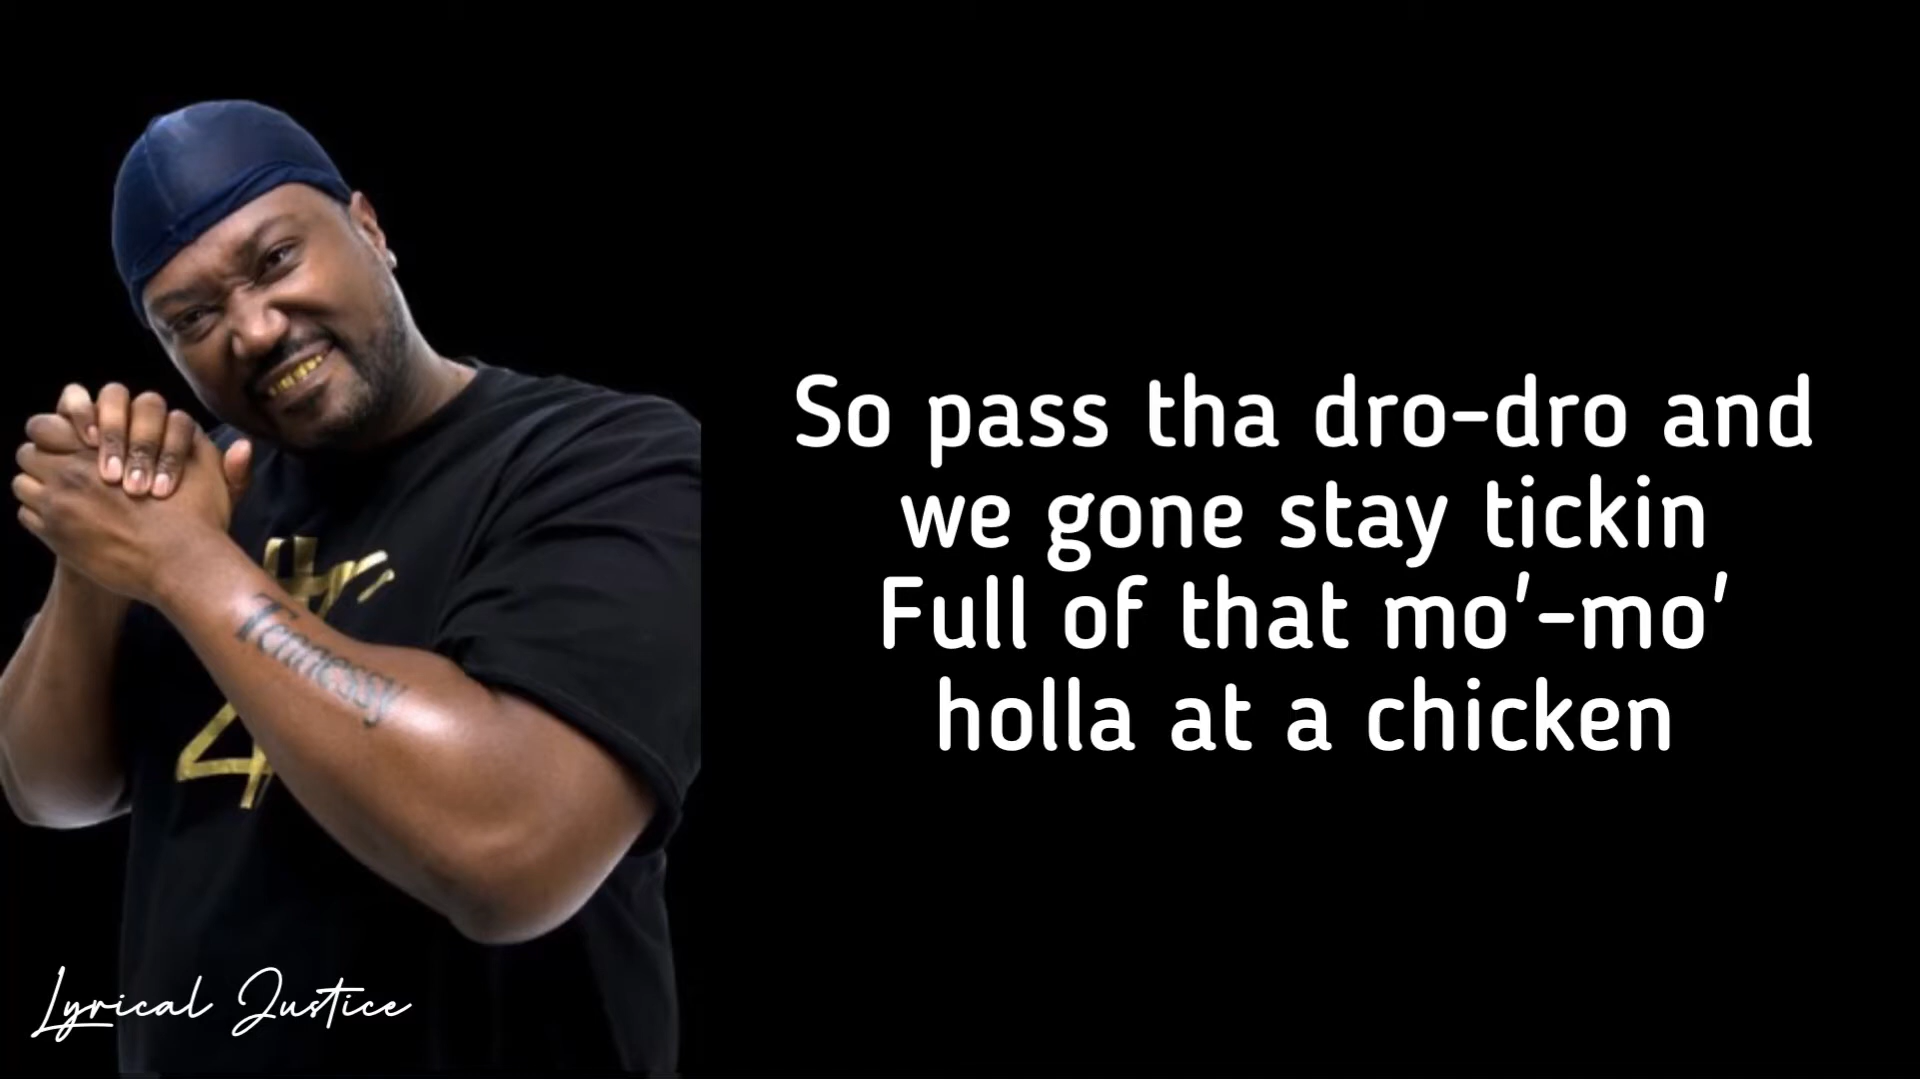 So pass tha dro-dro and
we gone stay tickin
Full of that mo'-mo'
holla at a chicken
Tennessy
Lyrical Justice